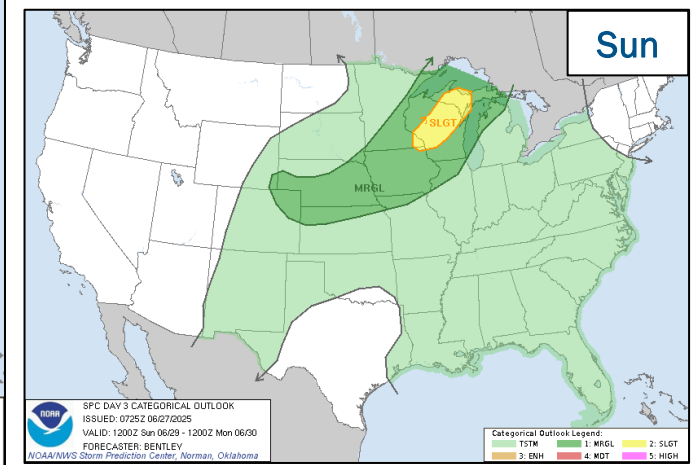 Sun
SLGT
MRGL
NOAA
SPC DAY 3 CATEGORICAL OUTLOOK
ISSUED: 0725Z 06/27/2025
VALID: 1200Z Sun 06/29 - 1200Z Mon 06/30
FORECASTER: BENTLEY
NOAA/NWS Storm Prediction Center, Norman, Oklahoma
Categorical Outlook Legend:
TSTM 1: MRGL 2: SLGT
3: ENH 4: MDT 5: HIGH